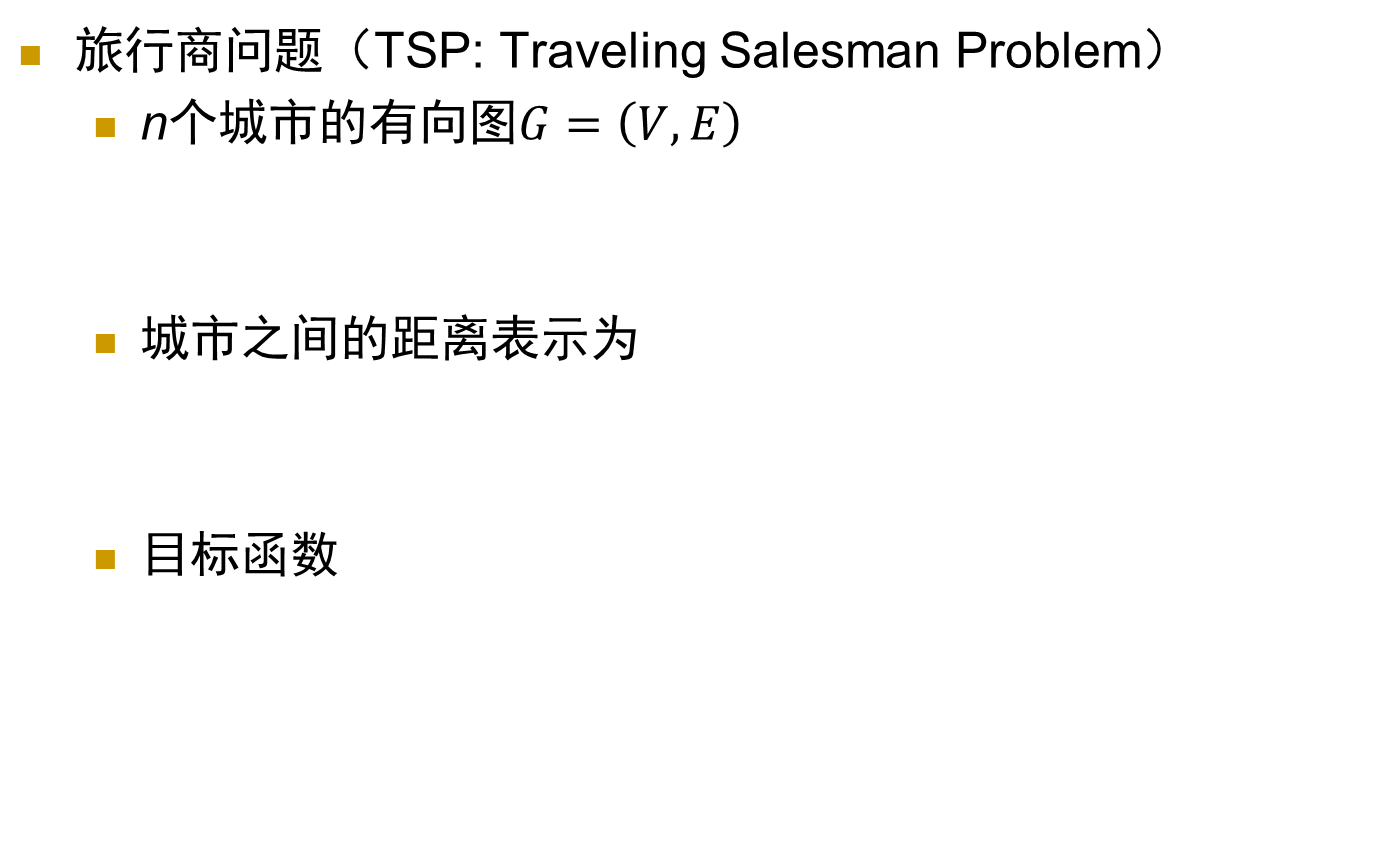 旅行商问题（TSP: Traveling Salesman Problem）
n个城市的有向图G = (V, E)
城市之间的距离表示为
目标函数